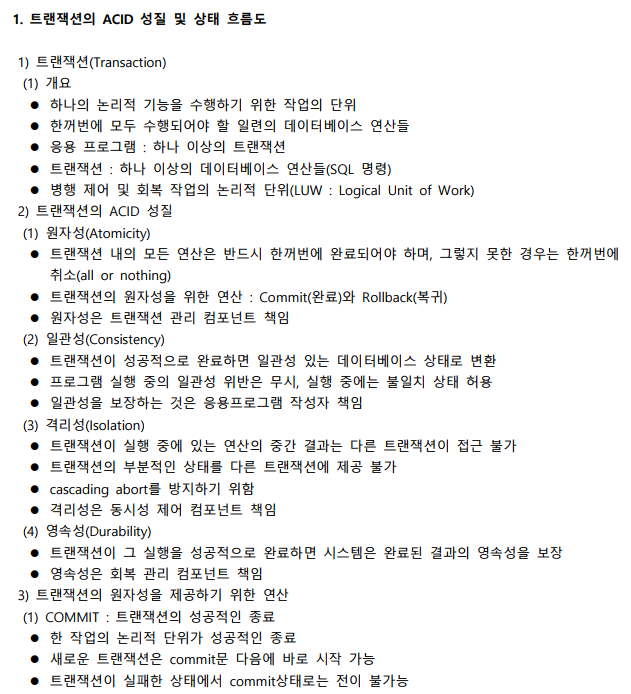 1. 트랜잭션의 ACID 성질 및 상태 흐름도
1) 트랜잭션(Transaction)
(1) 개요
● 하나의 논리적 기능을 수행하기 위한 작업의 단위
● 한꺼번에 모두 수행되어야 할 일련의 데이터베이스 연산들
● 응용 프로그램 : 하나 이상의 트랜잭션
● 트랜잭션 : 하나 이상의 데이터베이스 연산들(SQL 명령)
● 병행 제어 및 회복 작업의 논리적 단위(LUW : Logical Unit of Work)
2) 트랜잭션의 ACID 성질
(1) 원자성(Atomicity)
● 트랜잭션 내의 모든 연산은 반드시 한꺼번에 완료되어야 하며, 그렇지 못한 경우는 한꺼번에
취소(all or nothing)
● 트랜잭션의 원자성을 위한 연산 : Commit(완료)와 Rollback(복귀)
● 원자성은 트랜잭션 관리 컴포넌트 책임
(2) 일관성(Consistency)
● 트랜잭션이 성공적으로 완료하면 일관성 있는 데이터베이스 상태로 변환
● 프로그램 실행 중의 일관성 위반은 무시, 실행 중에는 불일치 상태 허용
● 일관성을 보장하는 것은 응용프로그램 작성자 책임
(3) 격리성(Isolation)
● 트랜잭션이 실행 중에 있는 연산의 중간 결과는 다른 트랜잭션이 접근 불가
● 트랜잭션의 부분적인 상태를 다른 트랜잭션에 제공 불가
● cascading abort를 방지하기 위함
● 격리성은 동시성 제어 컴포넌트 책임
(4) 영속성(Durability)
● 트랜잭션이 그 실행을 성공적으로 완료하면 시스템은 완료된 결과의 영속성을 보장
● 영속성은 회복 관리 컴포넌트 책임
3) 트랜잭션의 원자성을 제공하기 위한 연산
(1) COMMIT : 트랜잭션의 성공적인 종료
● 한 작업의 논리적 단위가 성공적인 종료
● 새로운 트랜잭션은 commit문 다음에 바로 시작 가능
● 트랜잭션이 실패한 상태에서 commit상태로는 전이 불가능